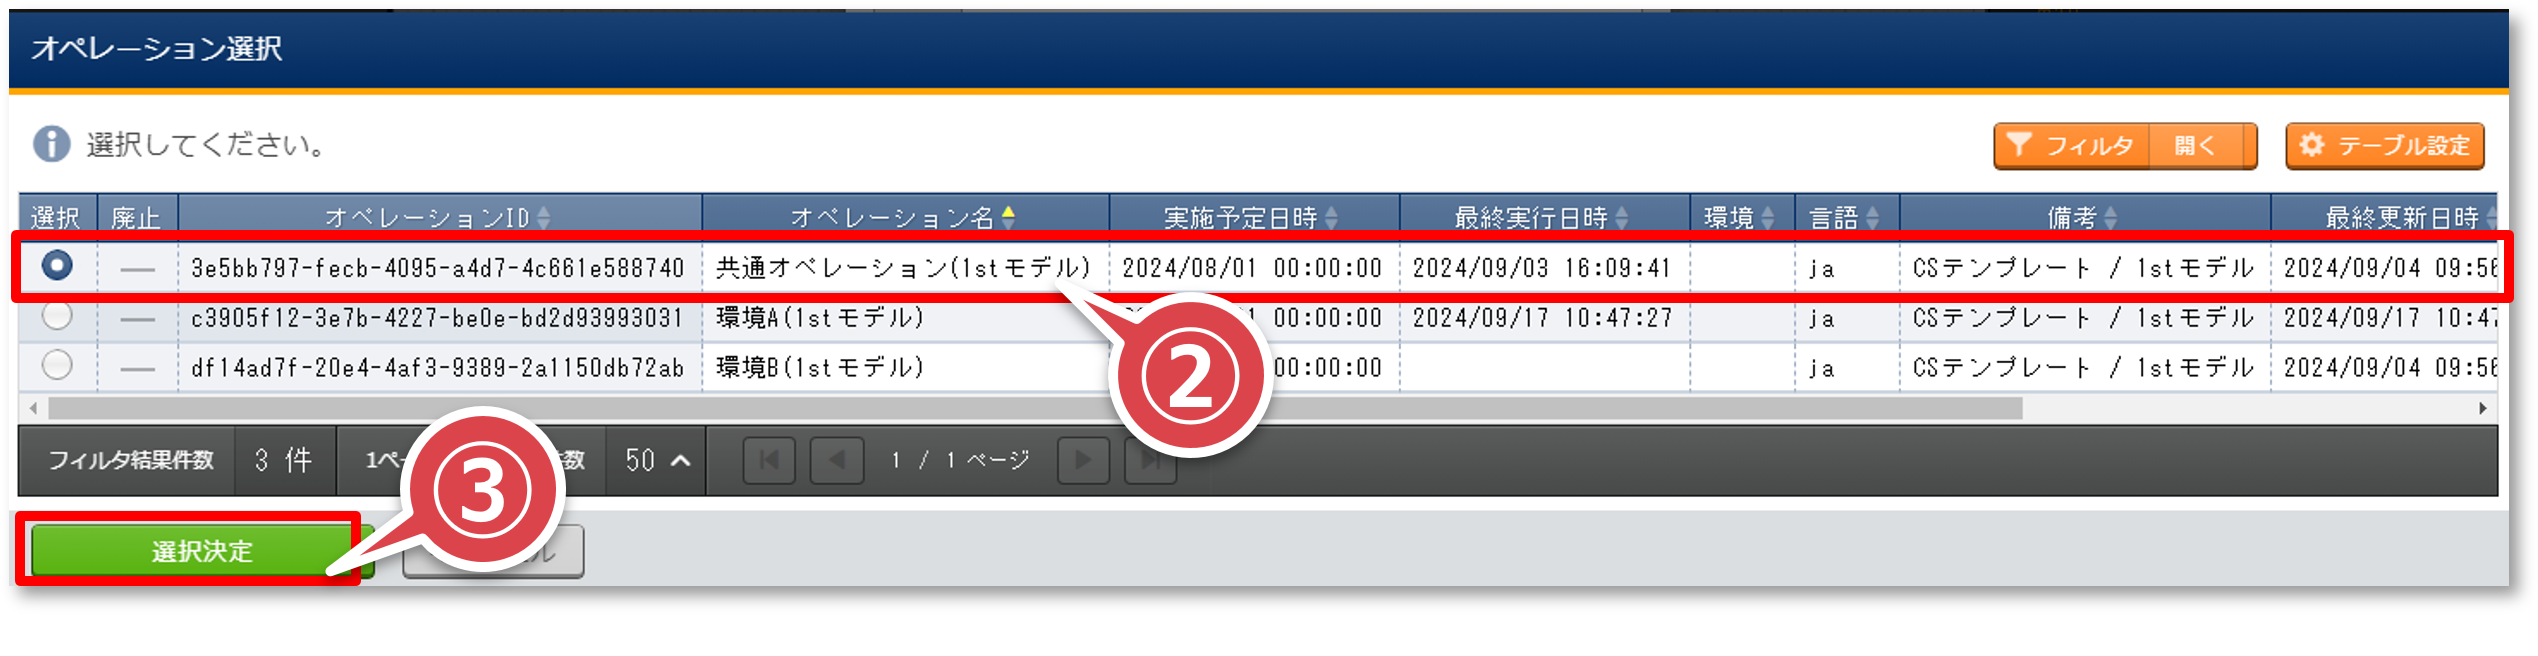 オペレーション選択
選択してください。
フィルタ 開く テーブル設定
選択 廃止 オペレーションID オペレーション名 実施予定日時 最終実行日時 環境 言語 備考 最終更新日時
3e5bb797-fecb-4095-a4d7-4c661e588740 共通オペレーション(1stモデル) 2024/08/01 00:00:00 2024/09/03 16:09:41 ja CSテンプレート / 1stモデル 2024/09/04 09:56
c3905f12-3e7b-4227-be0e-bd2d93993031 環境A(1stモデル) 00:00:00 2024/09/17 10:47:27 ja CSテンプレート / 1stモデル 2024/09/17 10:47
df14ad7f-20e4-4af3-9389-2a1150db72ab 環境B(1stモデル) 00:00:00 ja CSテンプレート / 1stモデル 2024/09/04 09:56
②
フィルタ結果件数 3 件 1ペ 件数 50 1 / 1 ページ
③
選択決定